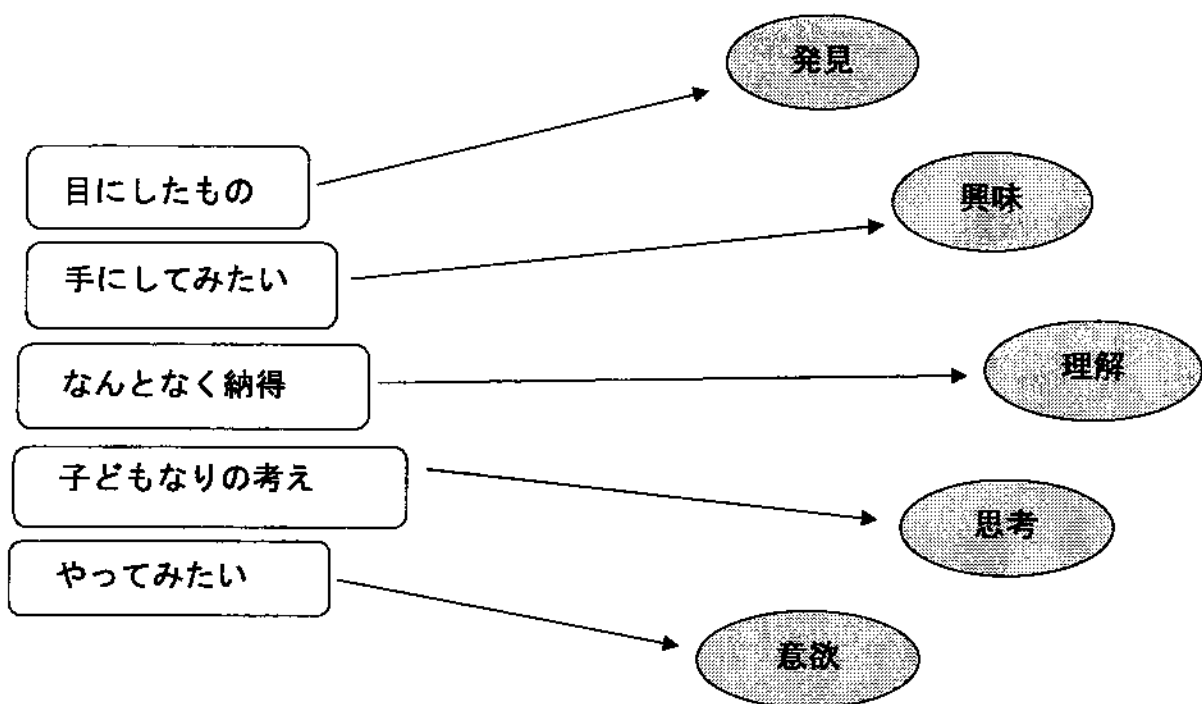 発見
目にしたもの
興味
手にしてみたい
理解
なんとなく納得
子どもなりの考え
思考
やってみたい
意欲